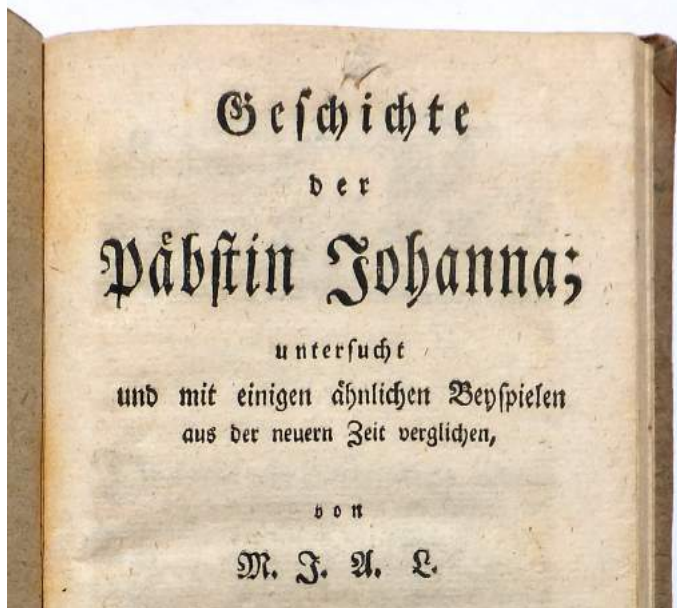 Geschichte
der
Päbstin Johanna;
untersucht
und mit einigen ähnlichen Beyspielen
aus der neuern Zeit verglichen,
von
M. J. A. L.